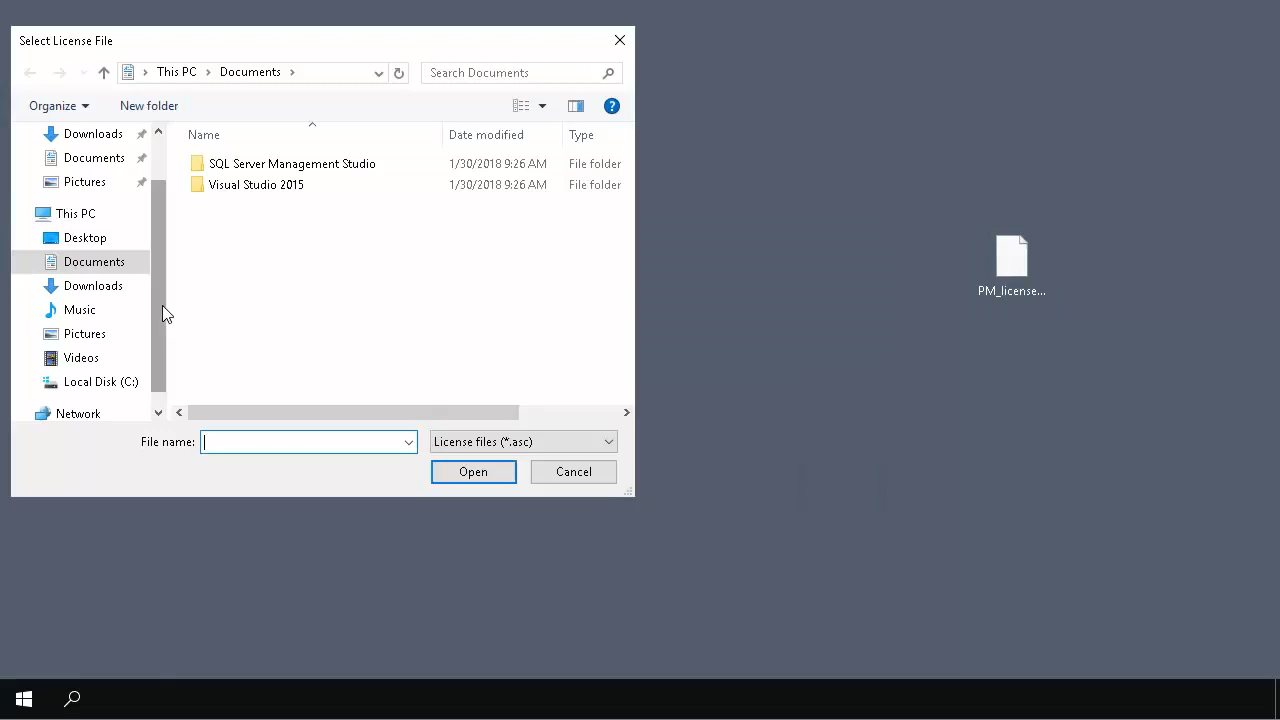 Select License File
This PC
Documents
Search Documents
Organize
New folder
?
Downloads
Documents
Pictures
This PC
Desktop
Documents
Downloads
Music
Pictures
Videos
Local Disk (C:)
Network
Name
Date modified
Type
SQL Server Management Studio
1/30/2018 9:26 AM
File folder
Visual Studio 2015
1/30/2018 9:26 AM
File folder
File name:
License files (*.asc)
Open
Cancel
PM_license...